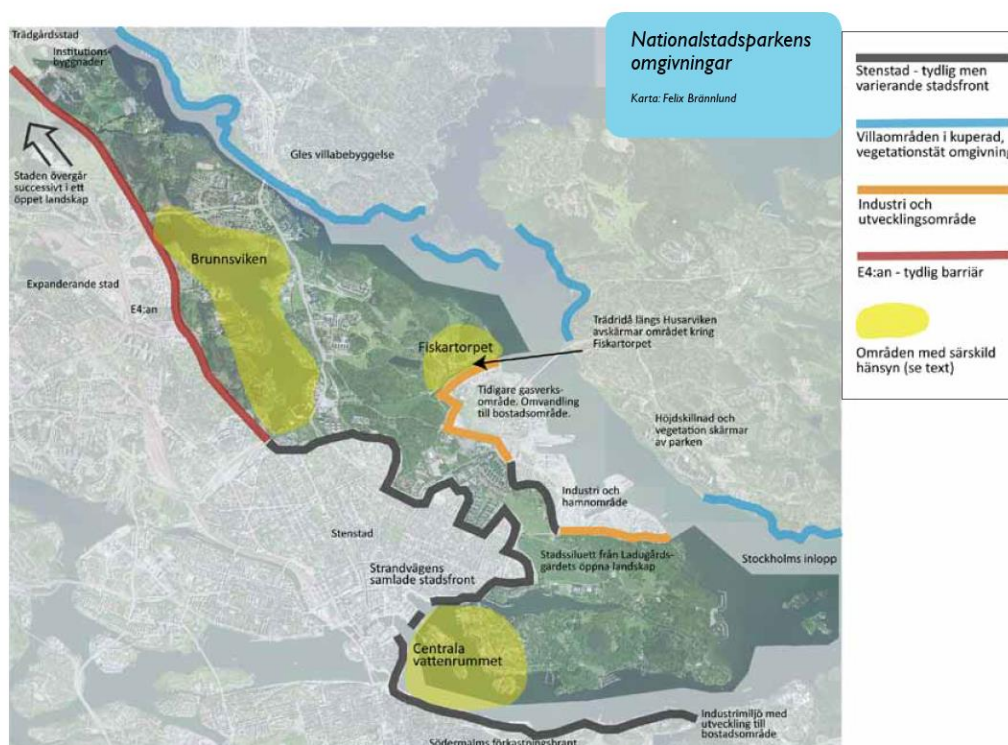 Nationalstadsparkens
omgivningar
Karta: Felix Brännlund
Stenstad - tydlig men
varierande stadsfront
Villaområden i kuperad,
vegetationstät omgivning
Industri och
utvecklingsområde
E4:an - tydlig barriär
Områden med särskild
hänsyn (se text)
Trädgårdsstad
Institutions-
byggnader
Gles villabebyggelse
Staden övergår
successivt i ett
öppet landskap
Brunnsviken
Expanderande stad
E4:an
Trädridå längs Husarviken
avskärmar området kring
Fiskartorpet
Fiskartorpet
Tidigare gasverks-
område. Omvandling
till bostadsområde.
Höjdskillnad och
vegetation skärmar
av parken
Industri och
hamnområde
Stenstad
Stadssiluett från Ladugårds-
gärdets öppna landskap
Stockholms inlopp
Strandvägens
samlade stadsfront
Centrala
vattenrummet
Industrimiljö med
utveckling till
bostadsområde
Södermalms förkastningsbrant